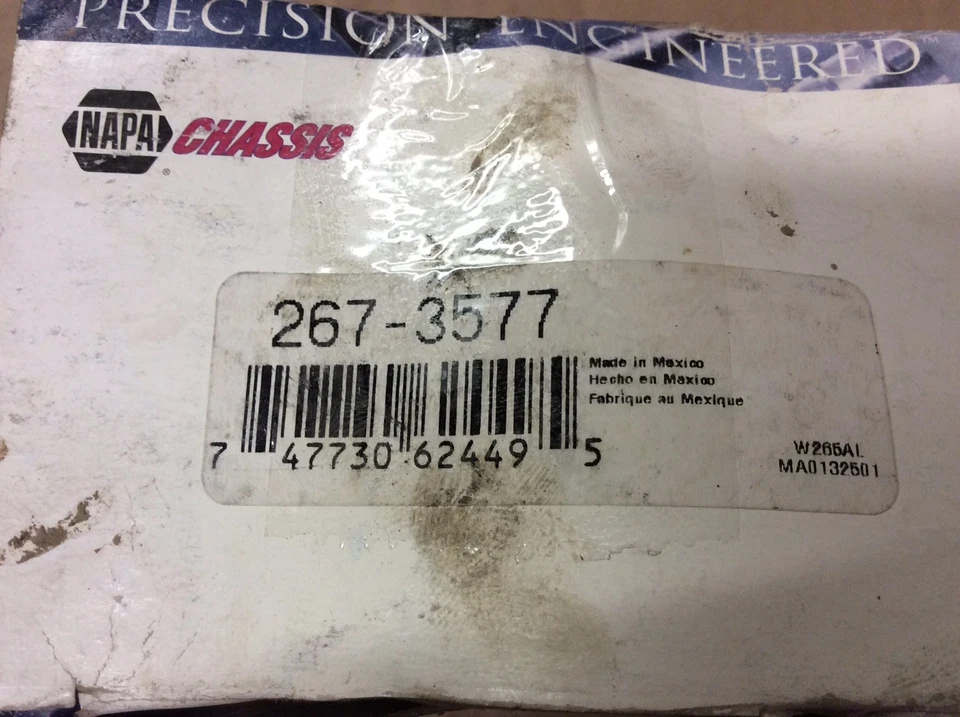 PRECISION ENGINEERED™
NAPA® CHASSIS
267-3577
Made in Mexico
Hecho en Mexico
Fabrique au Mexique
7 47730 62449 5
W265AL
MA0132501